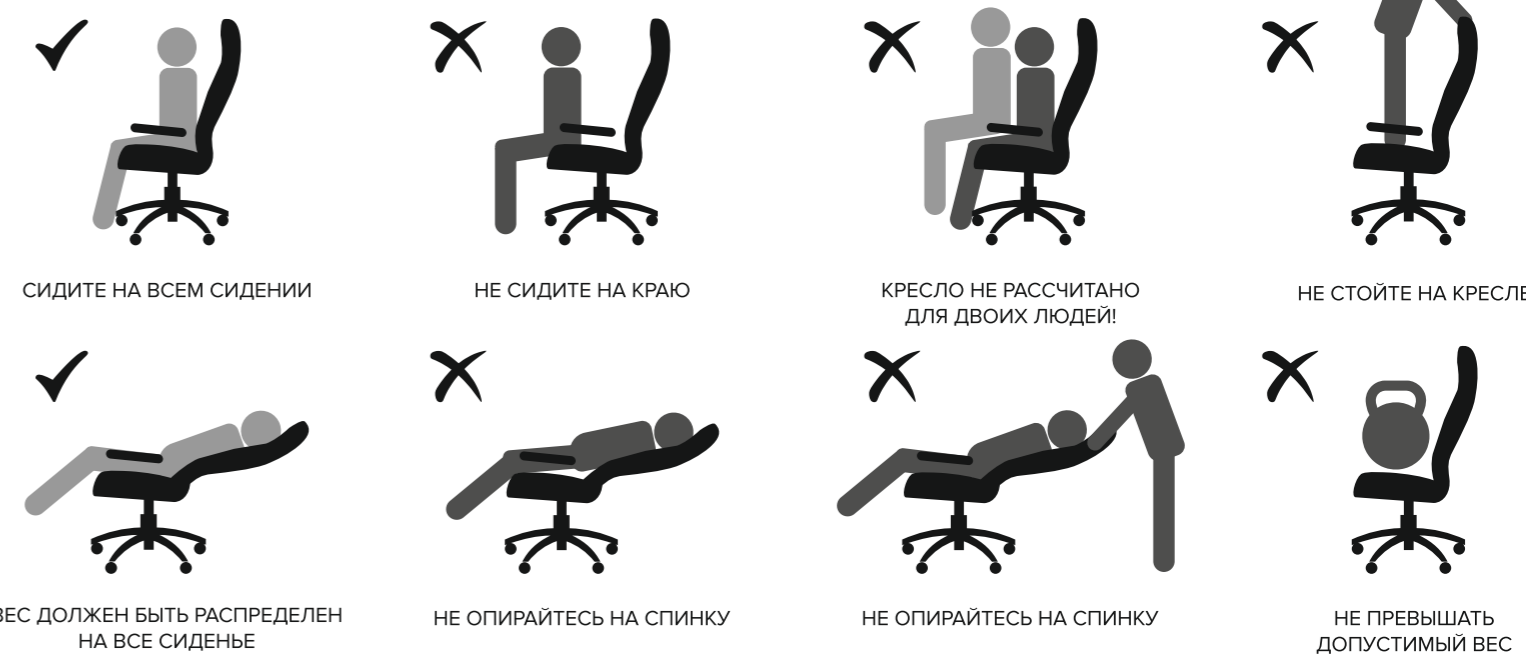 СИДИТЕ НА ВСЕМ СИДЕНИИ
НЕ СИДИТЕ НА КРАЮ
КРЕСЛО НЕ РАССЧИТАНО
ДЛЯ ДВОИХ ЛЮДЕЙ!
НЕ СТОЙТЕ НА КРЕСЛЕ
ВЕС ДОЛЖЕН БЫТЬ РАСПРЕДЕЛЕН
НА ВСЕ СИДЕНЬЕ
НЕ ОПИРАЙТЕСЬ НА СПИНКУ
НЕ ОПИРАЙТЕСЬ НА СПИНКУ
НЕ ПРЕВЫШАТЬ
ДОПУСТИМЫЙ ВЕС